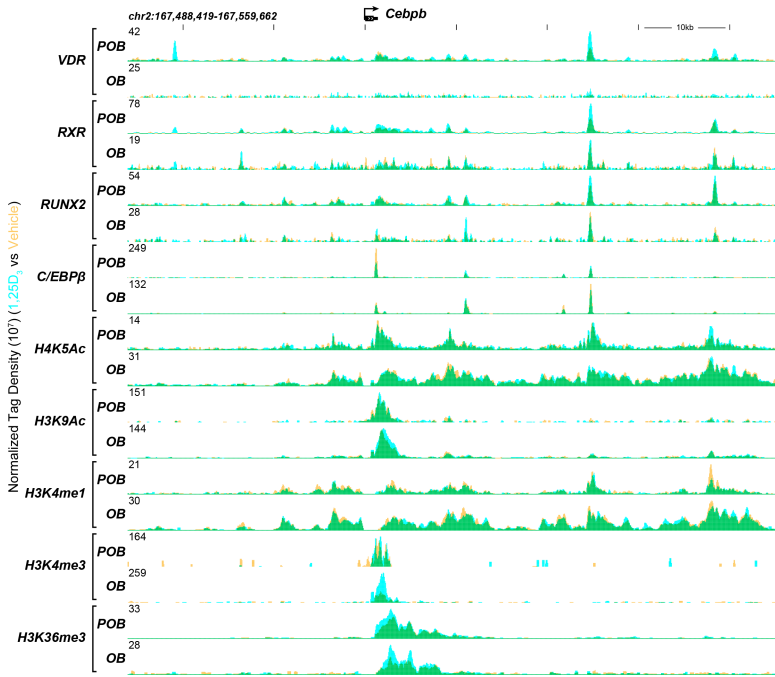 chr2:167,488,419-167,559,662
Cebpb
10kb
Normalized Tag Density (10⁷) (1,25D₃ vs Vehicle)
VDR
POB
42
OB
25
RXR
POB
78
OB
19
RUNX2
POB
54
OB
28
C/EBPβ
POB
249
OB
132
H4K5Ac
POB
14
OB
31
H3K9Ac
POB
151
OB
144
H3K4me1
POB
21
OB
30
H3K4me3
POB
164
OB
259
H3K36me3
POB
33
OB
28